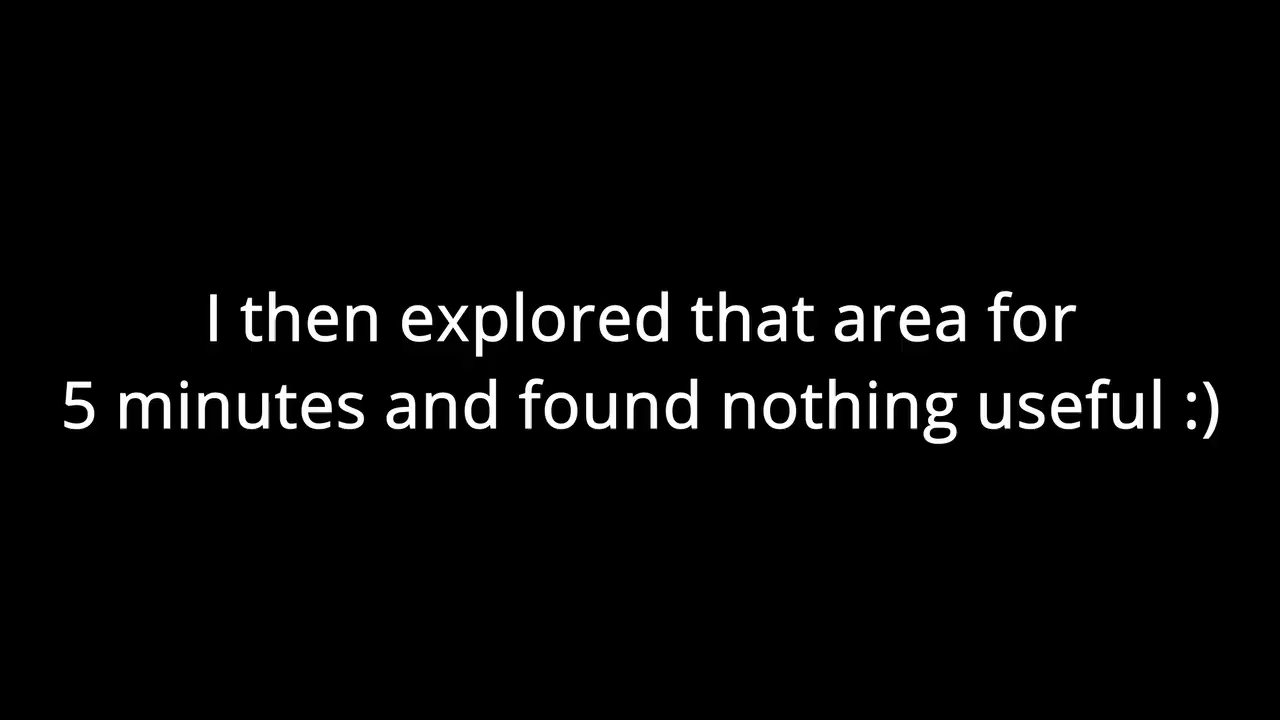 I then explored that area for
5 minutes and found nothing useful :)